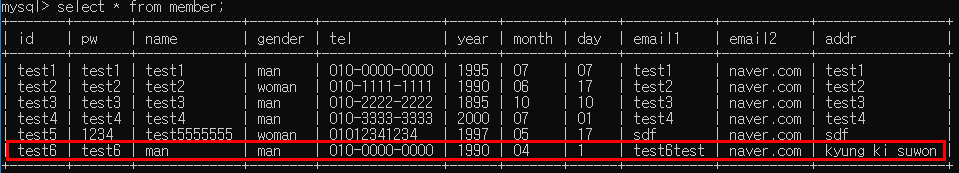 mysql> select * from member;
| id | pw | name | gender | tel | year | month | day | email1 | email2 | addr |
| test1 | test1 | test1 | man | 010-0000-0000 | 1995 | 07 | 07 | test1 | naver.com | test1 |
| test2 | test2 | test2 | woman | 010-1111-1111 | 1990 | 06 | 17 | test2 | naver.com | test2 |
| test3 | test3 | test3 | man | 010-2222-2222 | 1895 | 10 | 10 | test3 | naver.com | test3 |
| test4 | test4 | test4 | man | 010-3333-3333 | 2000 | 07 | 01 | test4 | naver.com | test4 |
| test5 | 1234 | test5555555 | woman | 01012341234 | 1997 | 05 | 17 | sdf | naver.com | sdf |
| test6 | test6 | man | man | 010-0000-0000 | 1990 | 04 | 1 | test6test | naver.com | kyung ki suwon |